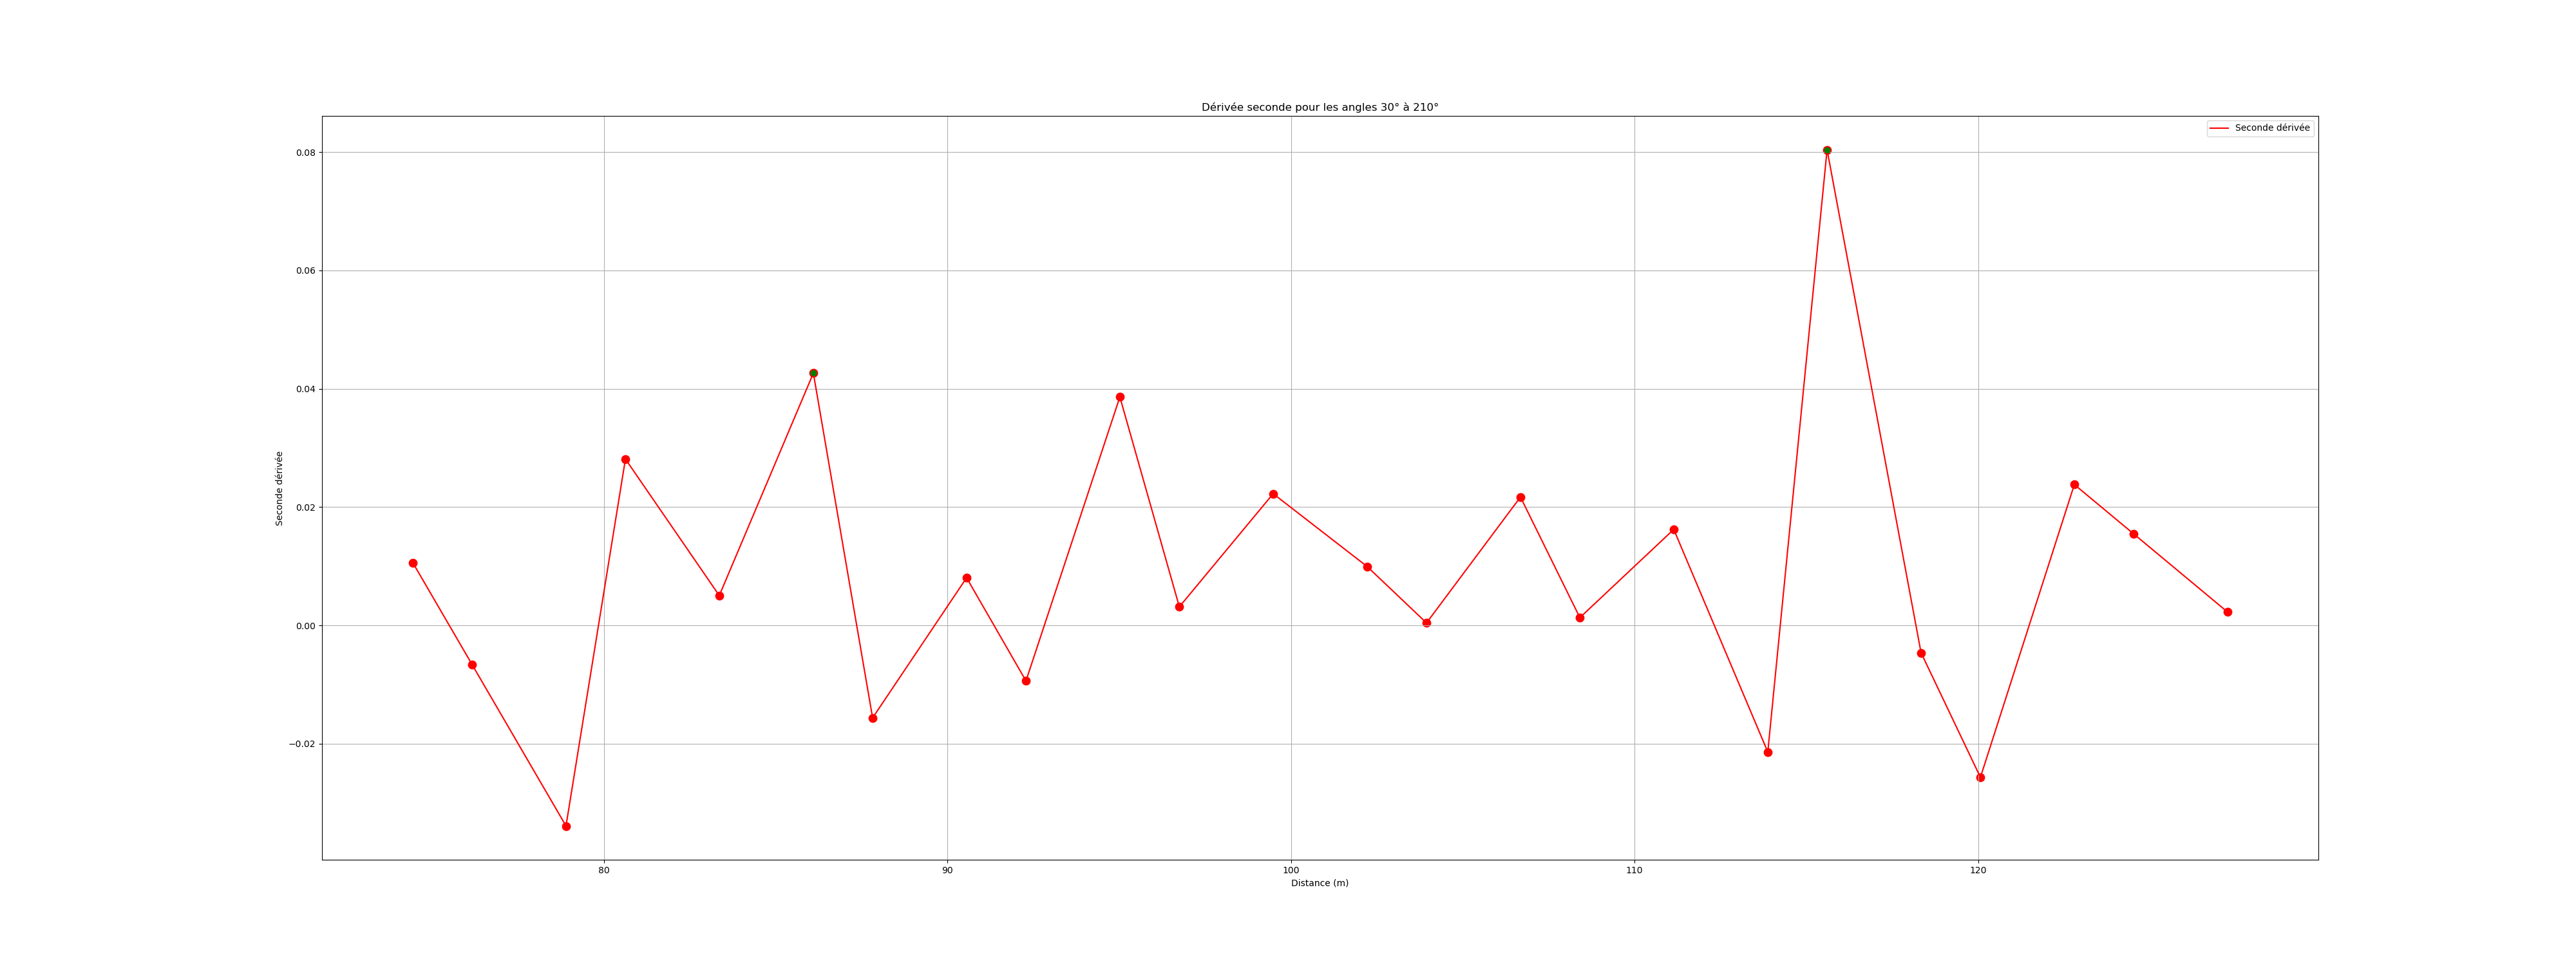 Dérivée seconde pour les angles 30° à 210°
Seconde dérivée
0.08
0.06
0.04
0.02
0.00
−0.02
Seconde dérivée
80
90
100
110
120
Distance (m)